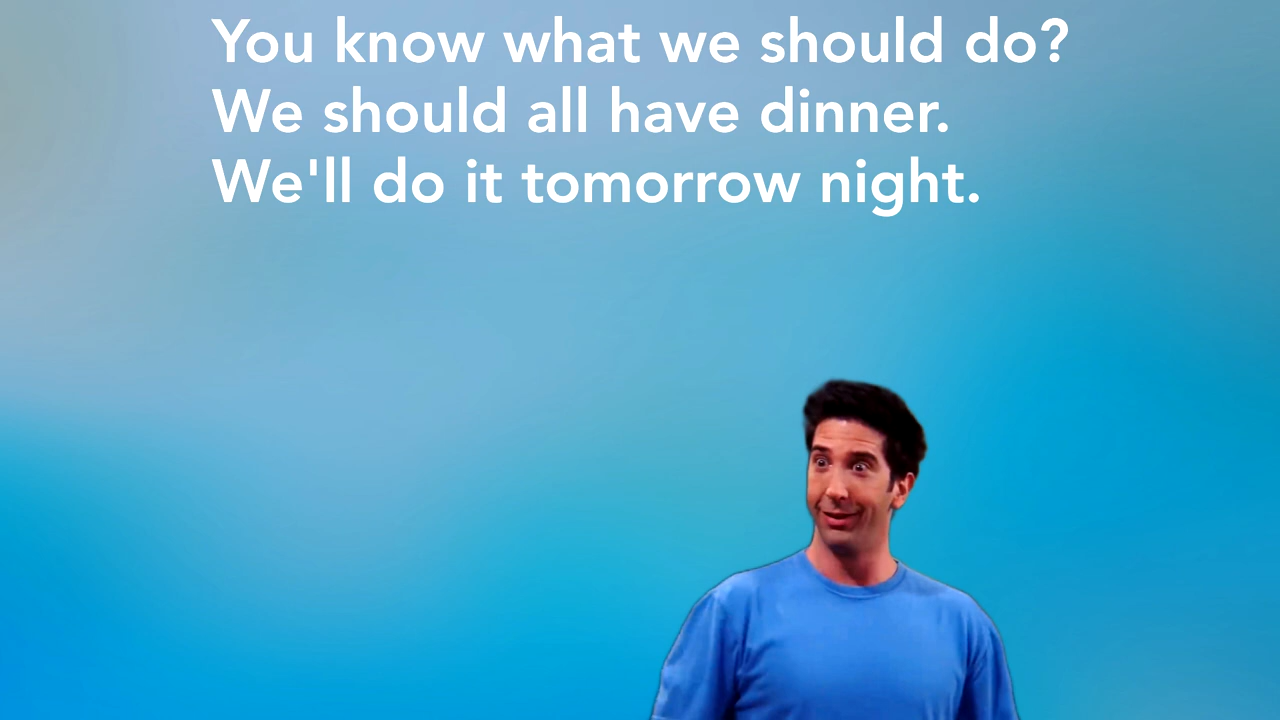 You know what we should do?
We should all have dinner.
We'll do it tomorrow night.